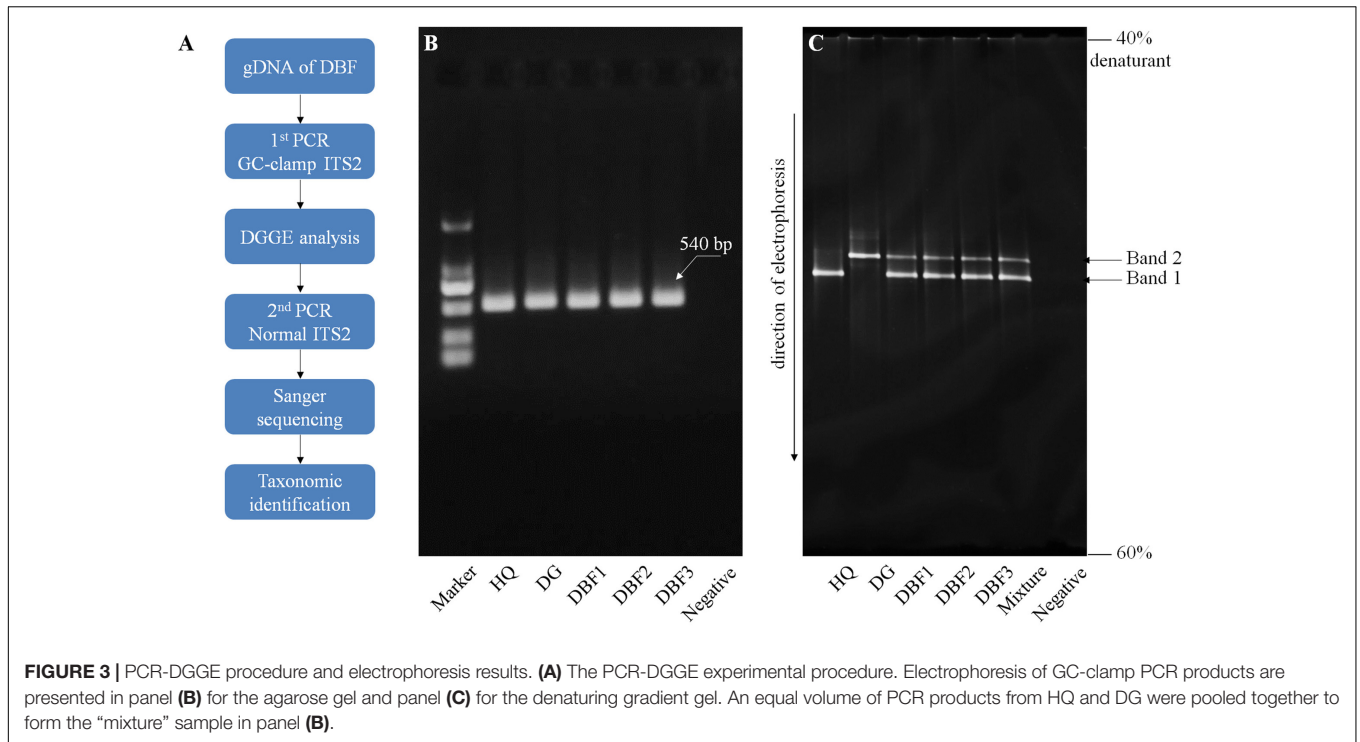 A
gDNA of DBF
1st PCR
GC-clamp ITS2
DGGE analysis
2nd PCR
Normal ITS2
Sanger
sequencing
Taxonomic
identification
B
540 bp
Marker
HQ
DG
DBF1
DBF2
DBF3
Negative
C
direction of electrophoresis
40%
denaturant
Band 2
Band 1
60%
HQ
DG
DBF1
DBF2
DBF3
Mixture
Negative
FIGURE 3 | PCR-DGGE procedure and electrophoresis results. (A) The PCR-DGGE experimental procedure. Electrophoresis of GC-clamp PCR products are
presented in panel (B) for the agarose gel and panel (C) for the denaturing gradient gel. An equal volume of PCR products from HQ and DG were pooled together to
form the “mixture” sample in panel (B).